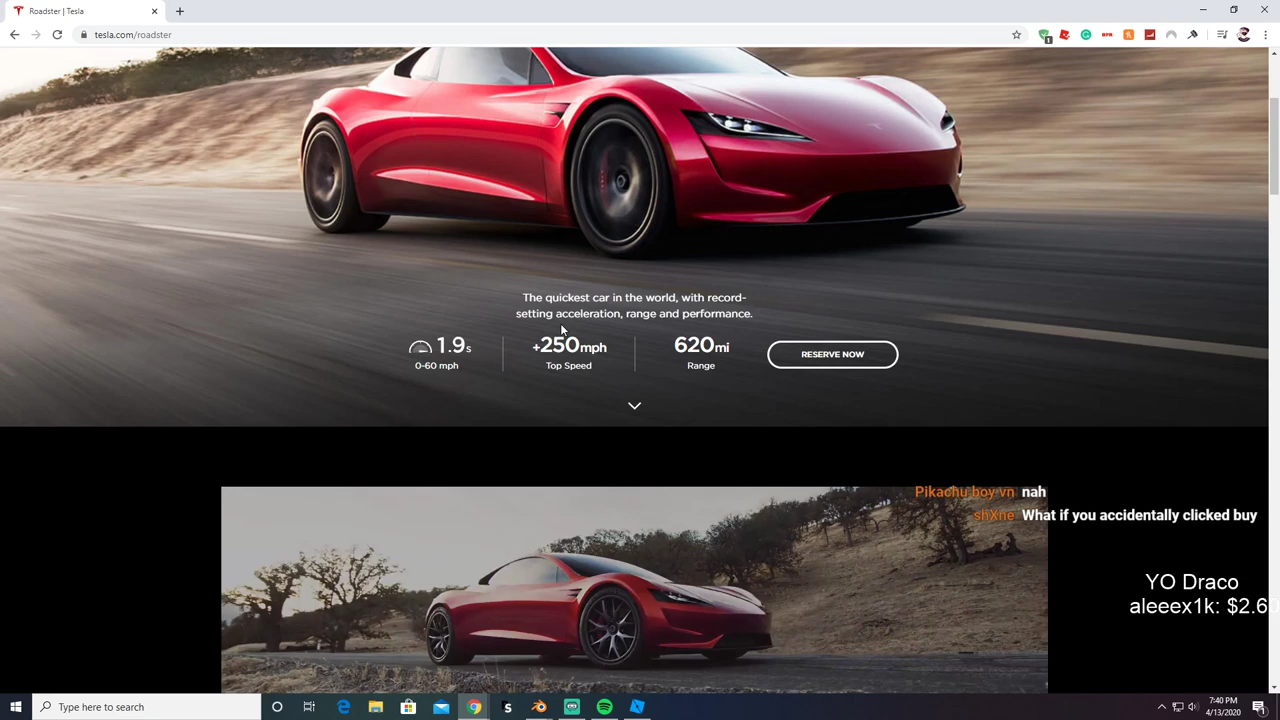 Roadster | Tesla
tesla.com/roadster
1
The quickest car in the world, with record-
setting acceleration, range and performance.
1.9s
0-60 mph
+250mph
Top Speed
620mi
Range
RESERVE NOW
Pikachu boy vn nah
shXne What if you accidentally clicked buy
YO Draco
aleeex1k: $2.6
Type here to search
7:40 PM
4/13/2020